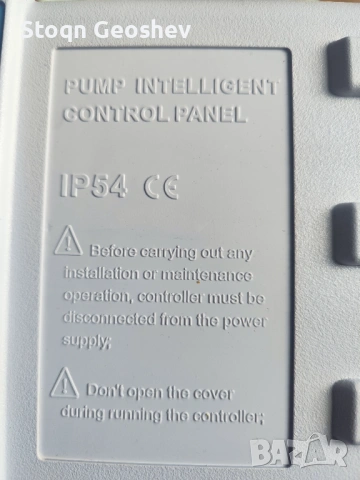 Stoqn Geoshev
PUMP INTELLIGENT
CONTROL PANEL
IP54 CE
Before carrying out any
installation or maintenance
operation, controller must be
disconnected from the power
supply;
Don't open the cover
during running the controller;
BAZAR